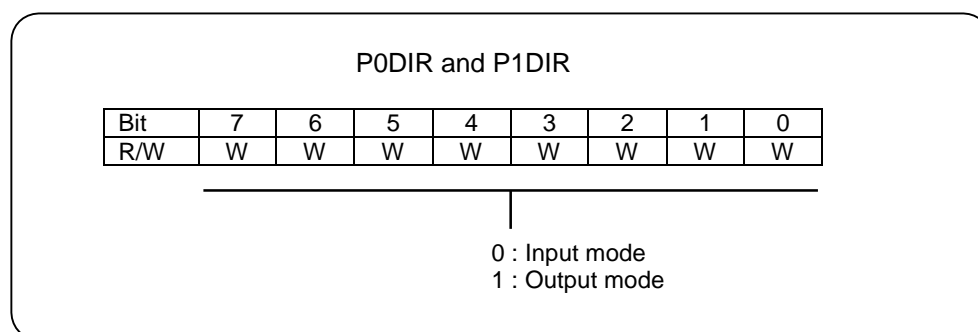 P0DIR and P1DIR
Bit 7 6 5 4 3 2 1 0
R/W W W W W W W W W
0 : Input mode
1 : Output mode